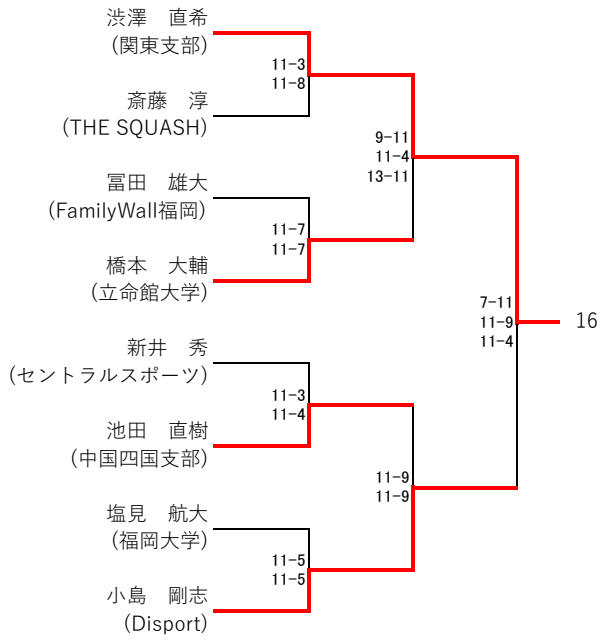 渋澤　直希
(関東支部)
11-3
11-8
斎藤　淳
(THE SQUASH)
9-11
11-4
13-11
冨田　雄大
(FamilyWall福岡)
11-7
11-7
橋本　大輔
(立命館大学)
7-11
11-9
11-4
16
新井　秀
(セントラルスポーツ)
11-3
11-4
池田　直樹
(中国四国支部)
11-9
11-9
塩見　航大
(福岡大学)
11-5
11-5
小島　剛志
(Disport)